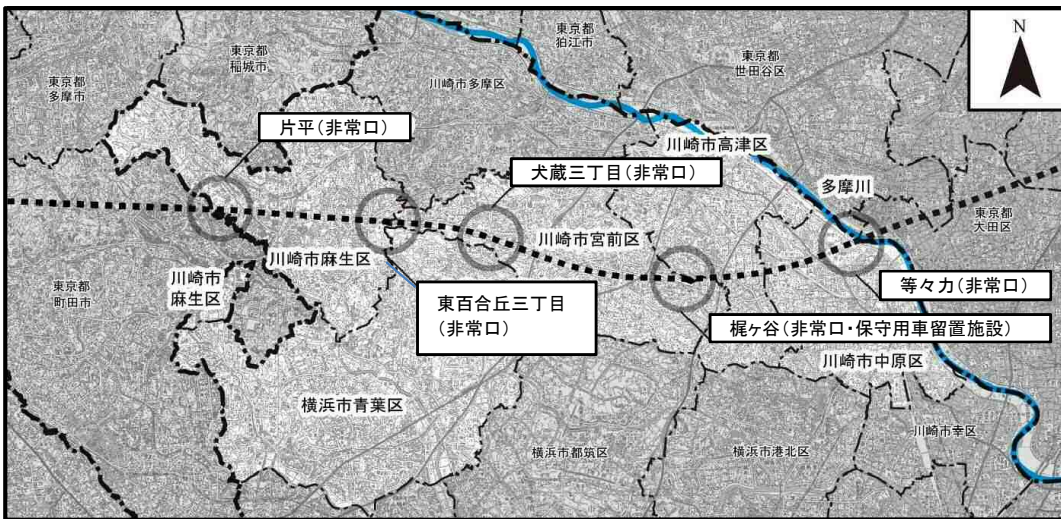 N
東京都
狛江市
東京都
稲城市
東京都
世田谷区
東京都
多摩市
川崎市多摩区
片平(非常口)
川崎市高津区
犬蔵三丁目(非常口)
多摩川
東京都
大田区
川崎市宮前区
川崎市麻生区
川崎市
麻生区
東京都
町田市
等々力(非常口)
東百合丘三丁目
(非常口)
梶ヶ谷(非常口・保守用車留置施設)
川崎市中原区
横浜市青葉区
川崎市幸区
横浜市都筑区
横浜市港北区